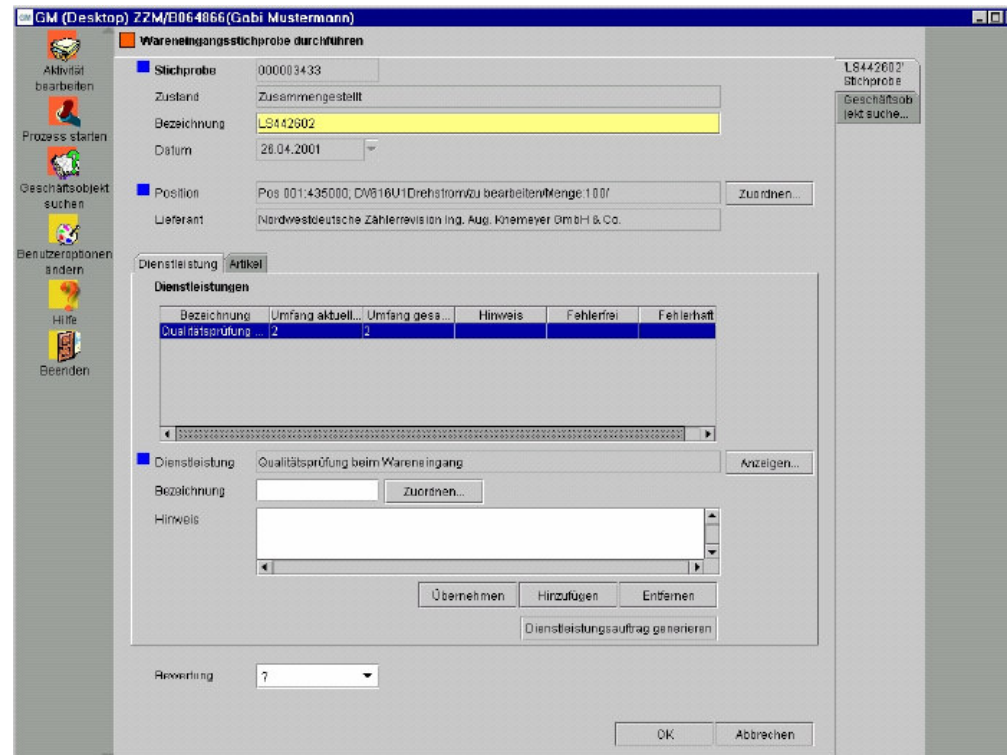 GM (Desktop) ZZM/B064866(Gabi Mustermann)
Aktivität
bearbeiten
Prozess starten
Geschäftsobjekt
suchen
Benutzeroptionen
ändern
Hilfe
Beenden
Wareneingangsstichprobe durchführen
Stichprobe 000003433
Zustand Zusammengestellt
Bezeichnung LS442602
Datum 26.04.2001
Position Pos 001:435000; DV616U1Drehstrom/zu bearbeiten/Menge:100/ Zuordnen...
Lieferant Nordwestdeutsche Zählerrevision Ing. Aug. Knemeyer GmbH & Co.
Dienstleistung Artikel
Dienstleistungen
Bezeichnung Umfang aktuell... Umfang gesa... Hinweis Fehlerfrei Fehlerhaft
Qualitätsprüfung ... 2 2
Dienstleistung Qualitätsprüfung beim Wareneingang Anzeigen...
Bezeichnung Zuordnen...
Hinweis
Übernehmen Hinzufügen Entfernen
Dienstleistungsauftrag generieren
Bewertung ?
OK Abbrechen
'LS442602'
Stichprobe
Geschäftsob
jekt suche...